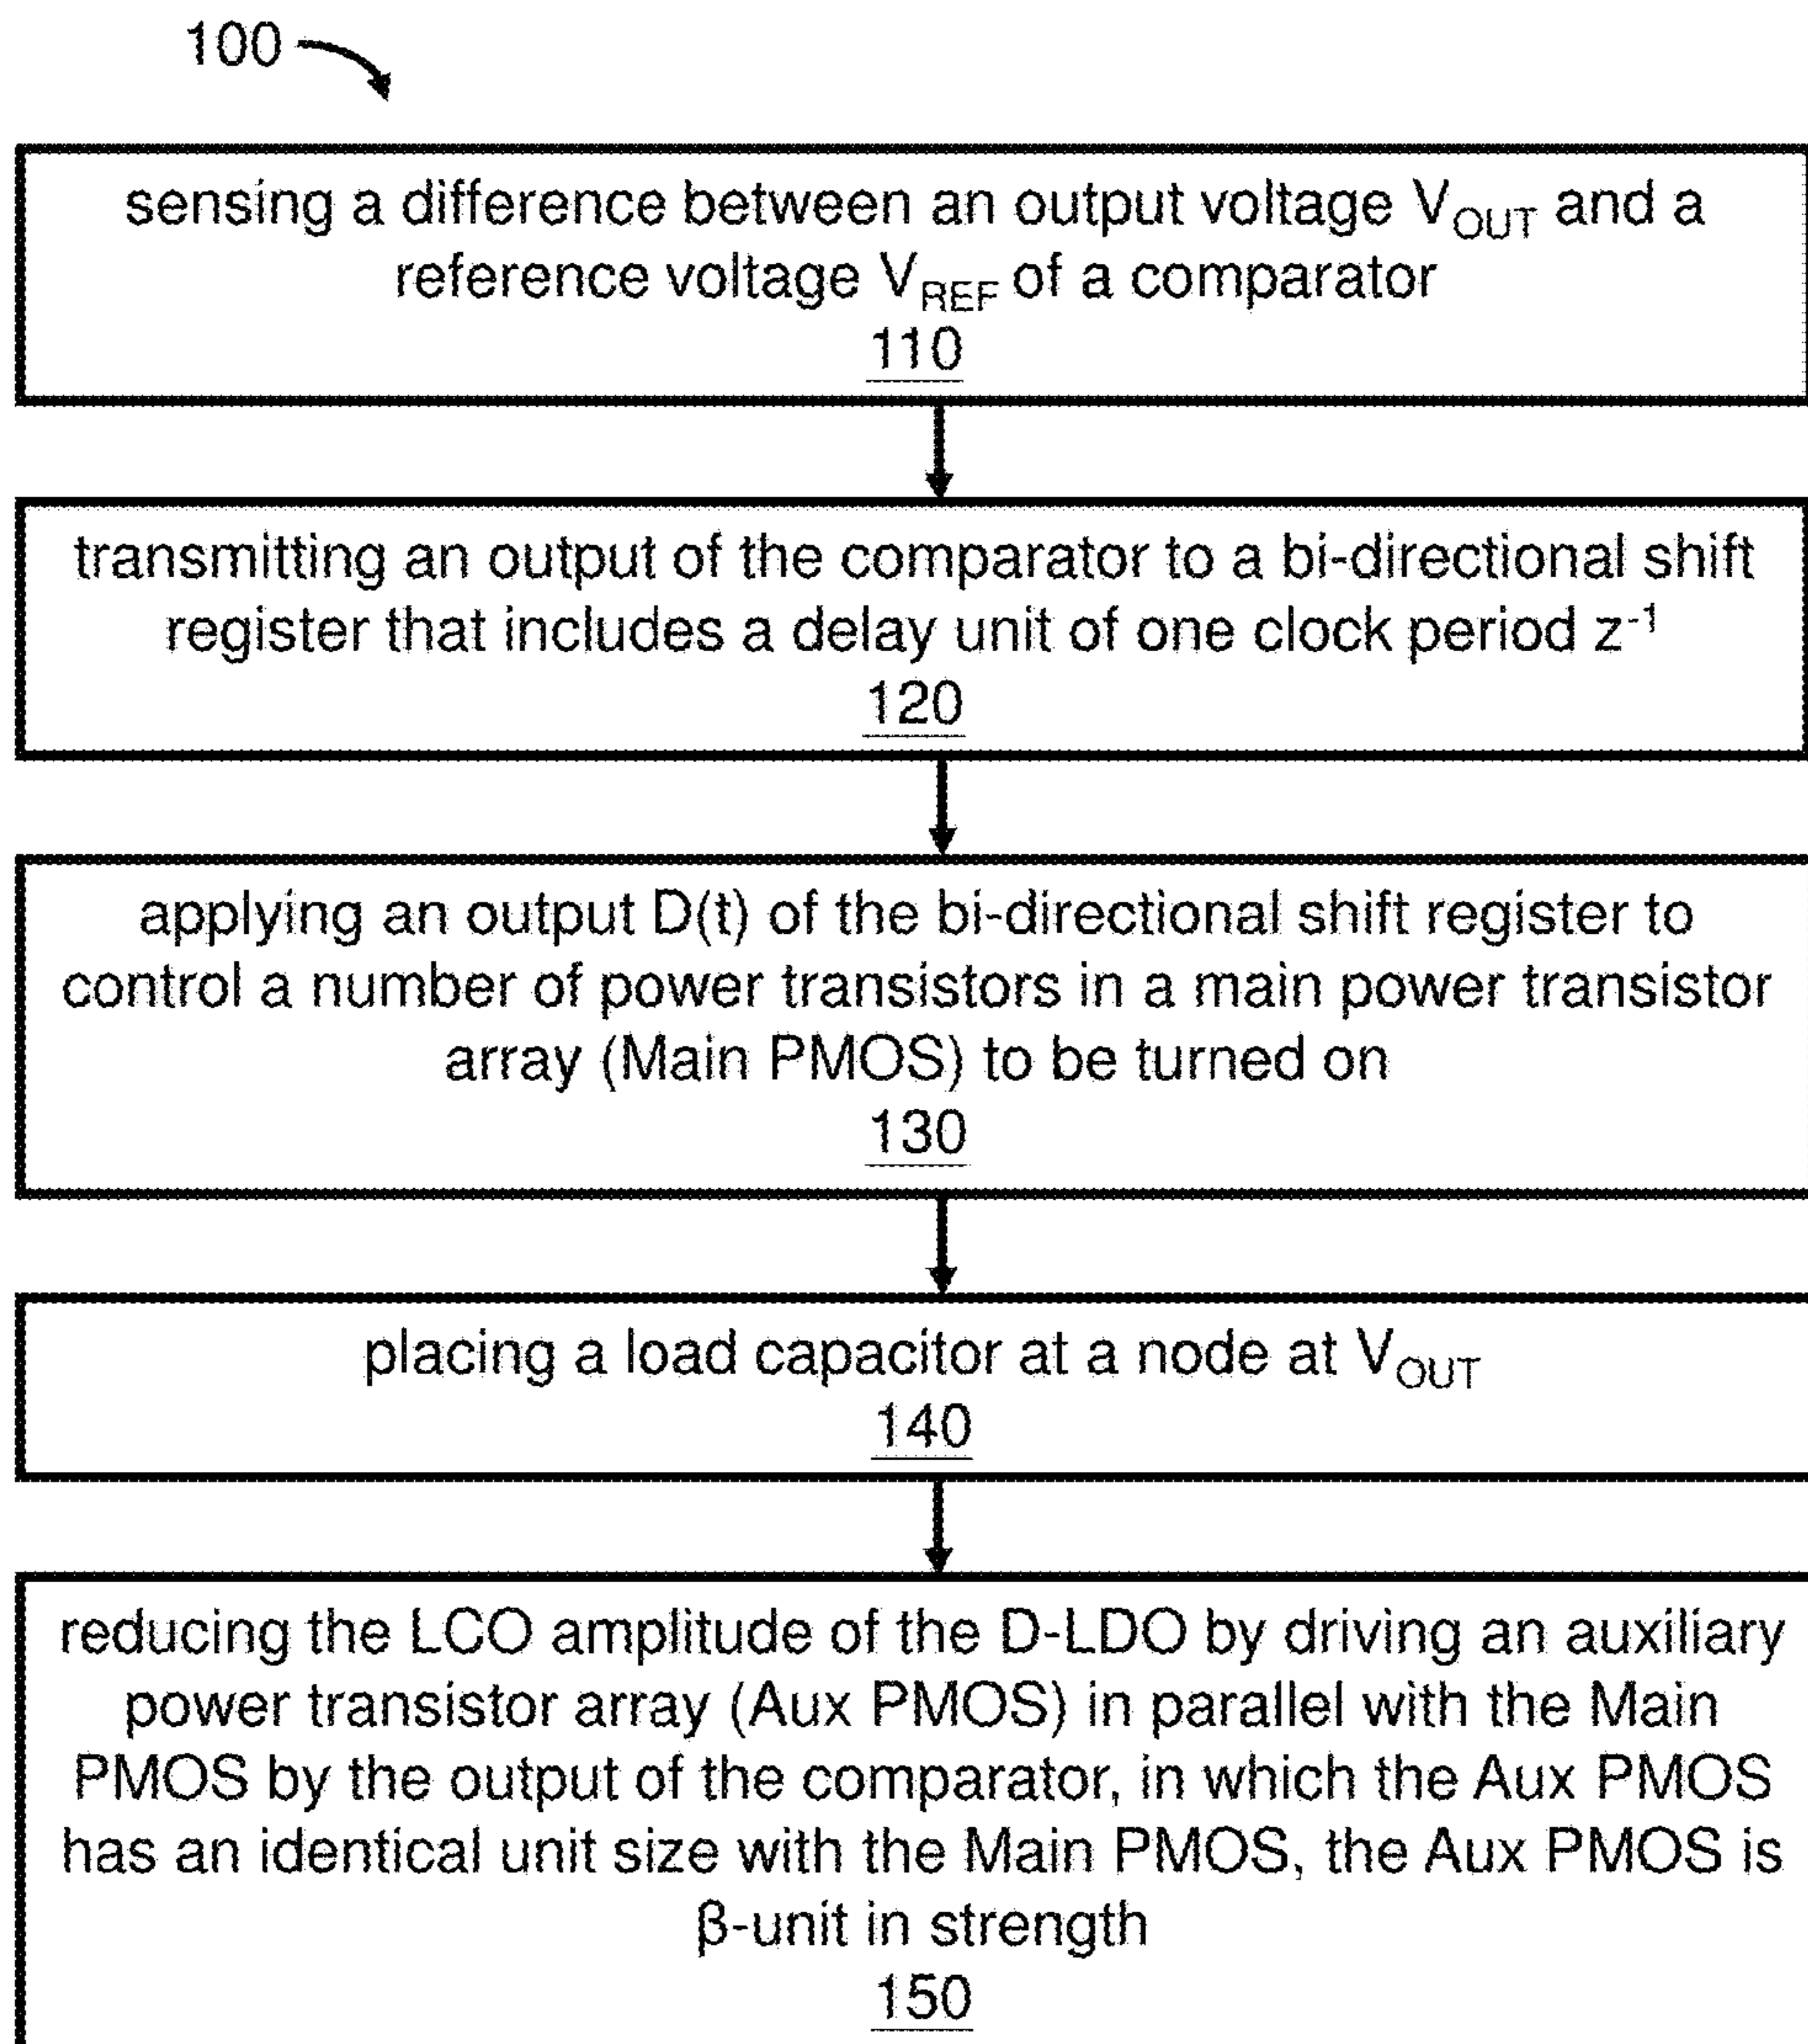 100
sensing a difference between an output voltage V_OUT and a
reference voltage V_REF of a comparator
110
transmitting an output of the comparator to a bi-directional shift
register that includes a delay unit of one clock period z⁻¹
120
applying an output D(t) of the bi-directional shift register to
control a number of power transistors in a main power transistor
array (Main PMOS) to be turned on
130
placing a load capacitor at a node at V_OUT
140
reducing the LCO amplitude of the D-LDO by driving an auxiliary
power transistor array (Aux PMOS) in parallel with the Main
PMOS by the output of the comparator, in which the Aux PMOS
has an identical unit size with the Main PMOS, the Aux PMOS is
β-unit in strength
150